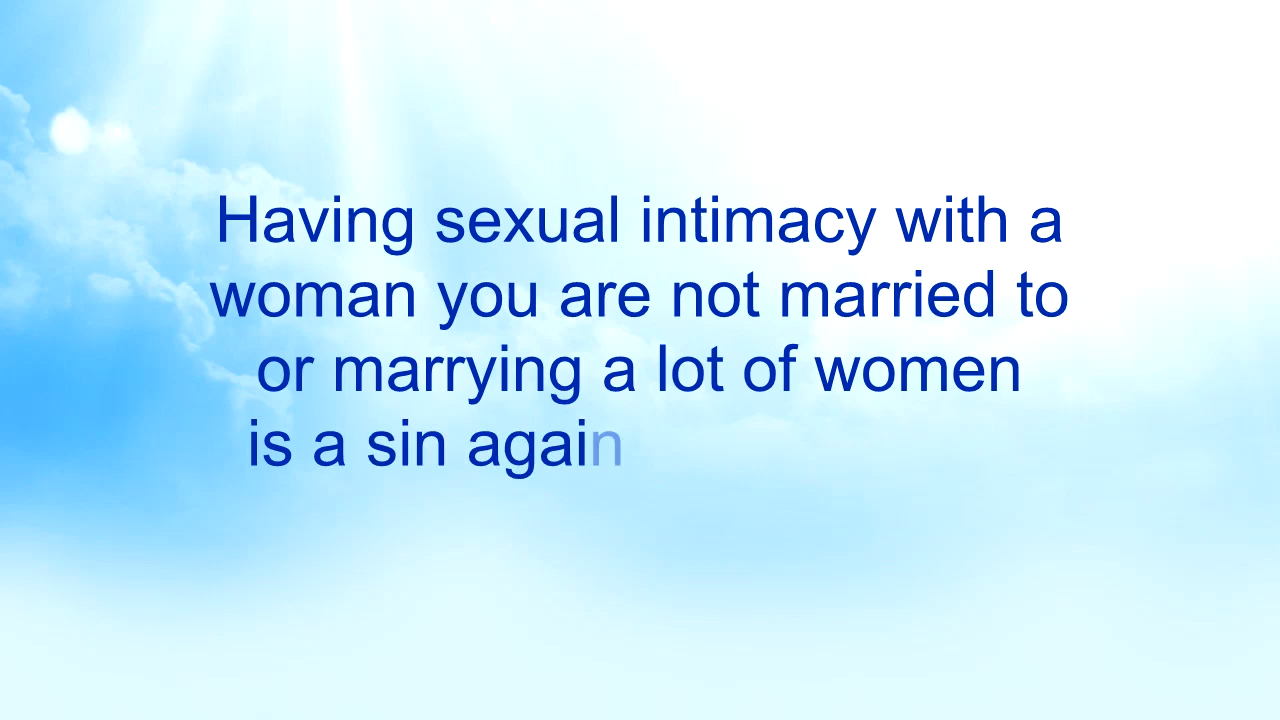 Having sexual intimacy with a
woman you are not married to
or marrying a lot of women
is a sin again